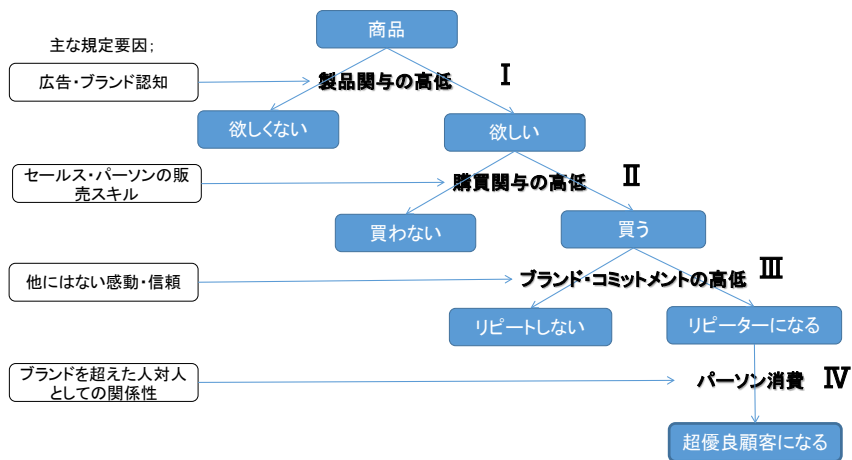 商品
主な規定要因;
広告・ブランド認知
製品関与の高低
Ⅰ
欲しくない
欲しい
セールス・パーソンの販
売スキル
購買関与の高低
Ⅱ
買わない
買う
他にはない感動・信頼
ブランド・コミットメントの高低
Ⅲ
リピートしない
リピーターになる
ブランドを超えた人対人
としての関係性
パーソン消費
Ⅳ
超優良顧客になる